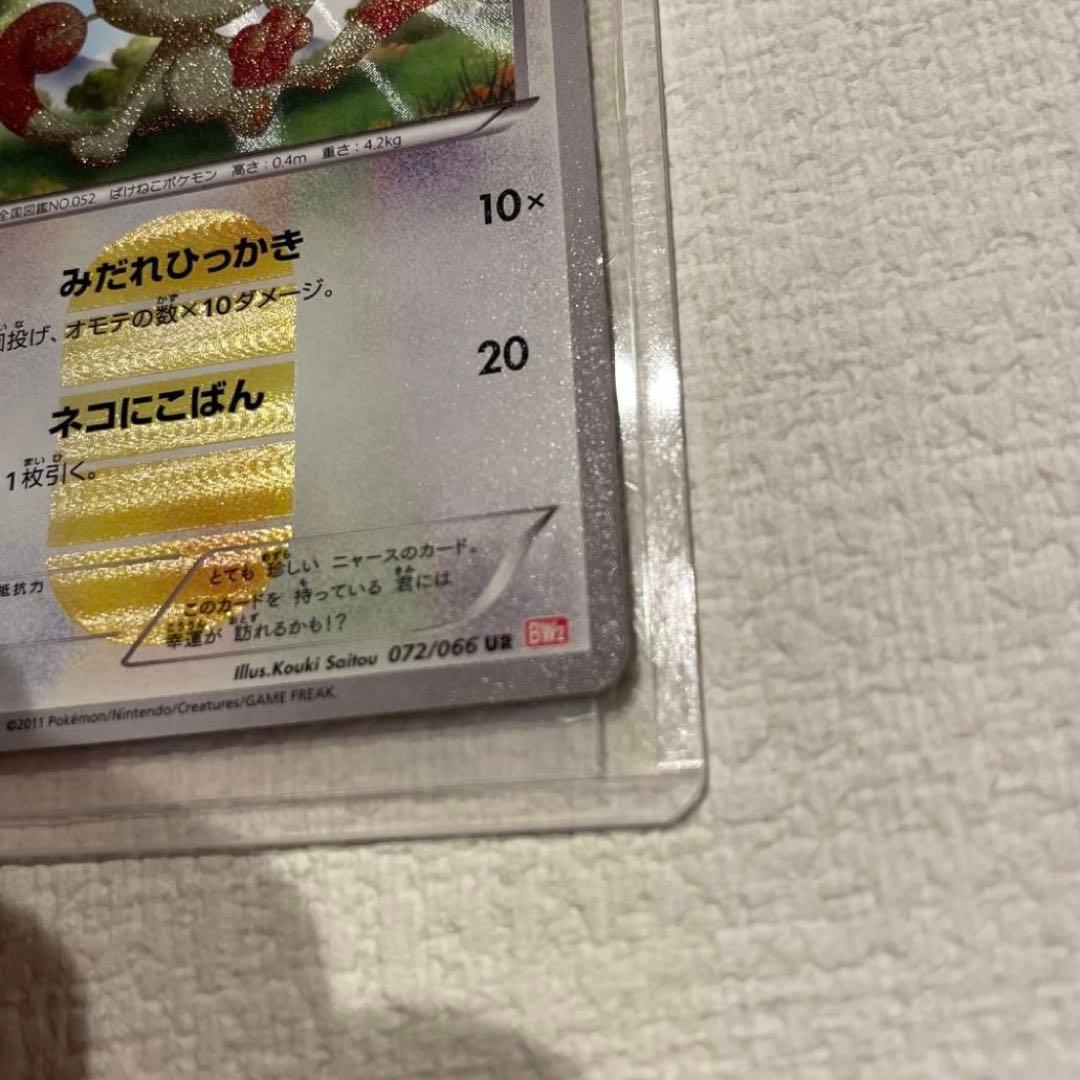 全国図鑑NO.052 ばけねこポケモン 高さ：0.4m 重さ：4.2kg
みだれひっかき 10×
回投げ、オモテの数×10ダメージ。
ネコにこばん 20
1枚引く。
抵抗力
とても 珍しい ニャースのカード。
このカードを 持っている 君には
幸運が 訪れるかも!?
Illus.Kouki Saitou 072/066 UR BW2
©2011 Pokémon/Nintendo/Creatures/GAME FREAK.